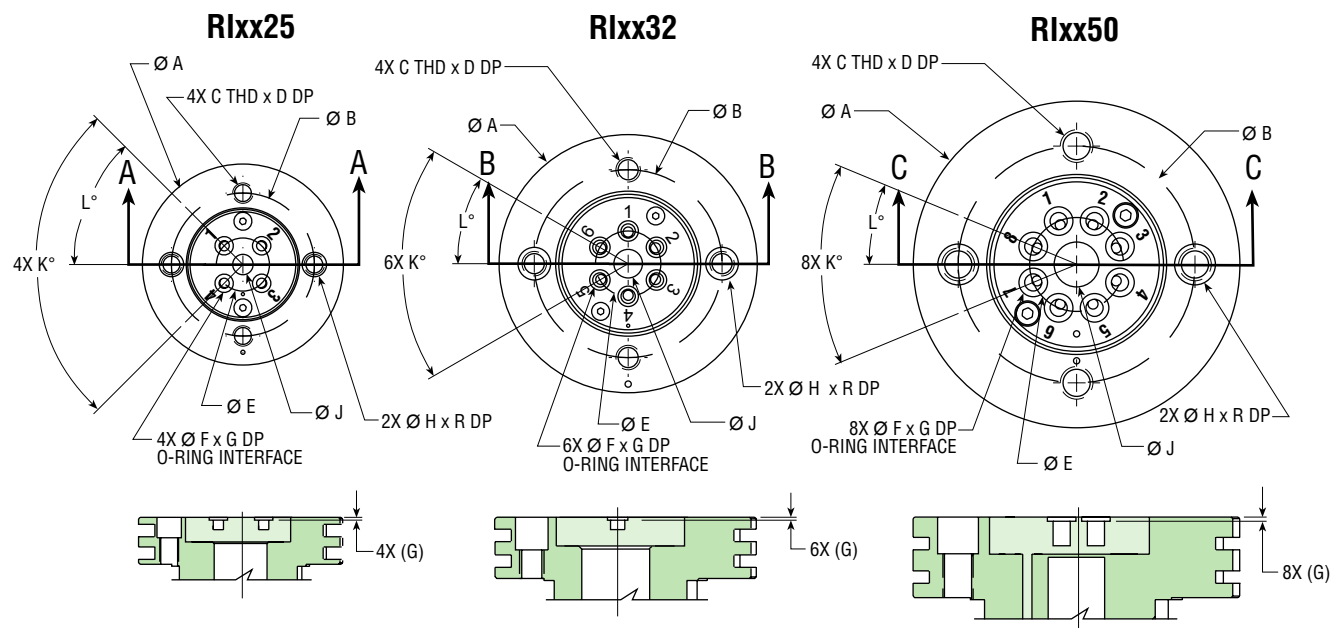 RIxx25
Ø A
4X C THD x D DP
Ø B
A
A
L°
4X K°
1
2
3
4
Ø E
Ø J
2X Ø H x R DP
4X Ø F x G DP
O-RING INTERFACE
4X (G)
RIxx32
4X C THD x D DP
Ø A
Ø B
B
B
L°
6X K°
1
2
3
4
5
6
2X Ø H x R DP
Ø J
Ø E
6X Ø F x G DP
O-RING INTERFACE
6X (G)
RIxx50
4X C THD x D DP
Ø A
Ø B
C
C
L°
8X K°
1
2
3
4
5
6
7
8
2X Ø H x R DP
8X Ø F x G DP
O-RING INTERFACE
Ø J
Ø E
8X (G)